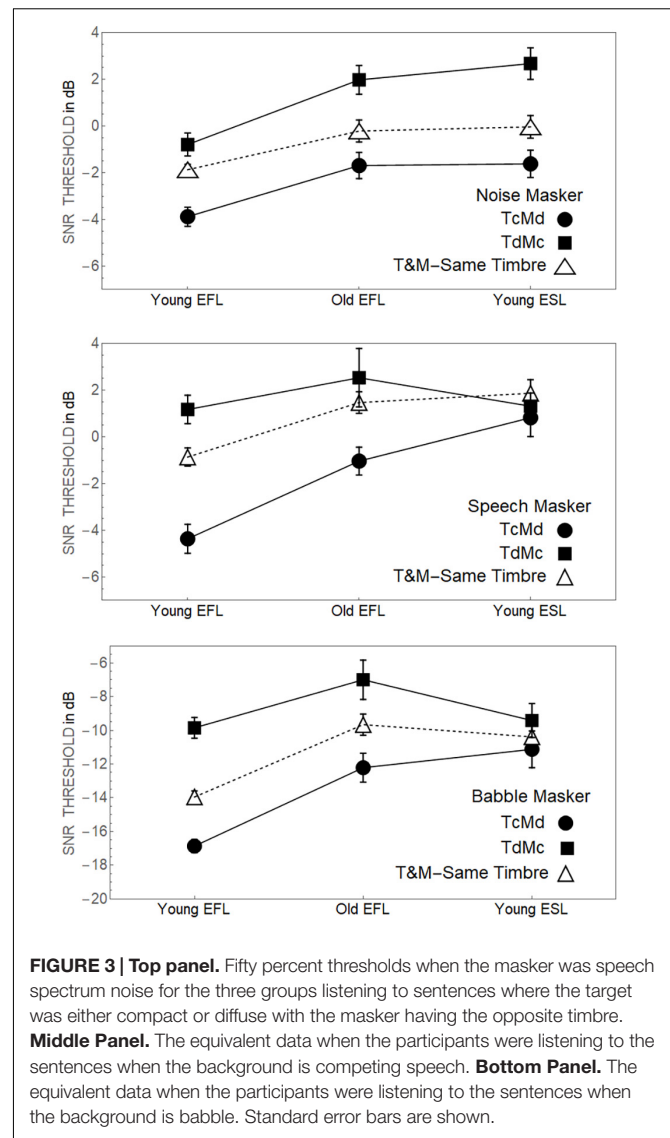 4
2
0
−2
−4
−6
SNR THRESHOLD in dB
Noise Masker
TcMd
TdMc
T&M−Same Timbre
Young EFL Old EFL Young ESL
4
2
0
−2
−4
−6
SNR THRESHOLD in dB
Speech Masker
TcMd
TdMc
T&M−Same Timbre
Young EFL Old EFL Young ESL
−6
−8
−10
−12
−14
−16
−18
−20
SNR THRESHOLD in dB
Babble Masker
TcMd
TdMc
T&M−Same Timbre
Young EFL Old EFL Young ESL
FIGURE 3 | Top panel. Fifty percent thresholds when the masker was speech
spectrum noise for the three groups listening to sentences where the target
was either compact or diffuse with the masker having the opposite timbre.
Middle Panel. The equivalent data when the participants were listening to the
sentences when the background is competing speech. Bottom Panel. The
equivalent data when the participants were listening to the sentences when
the background is babble. Standard error bars are shown.